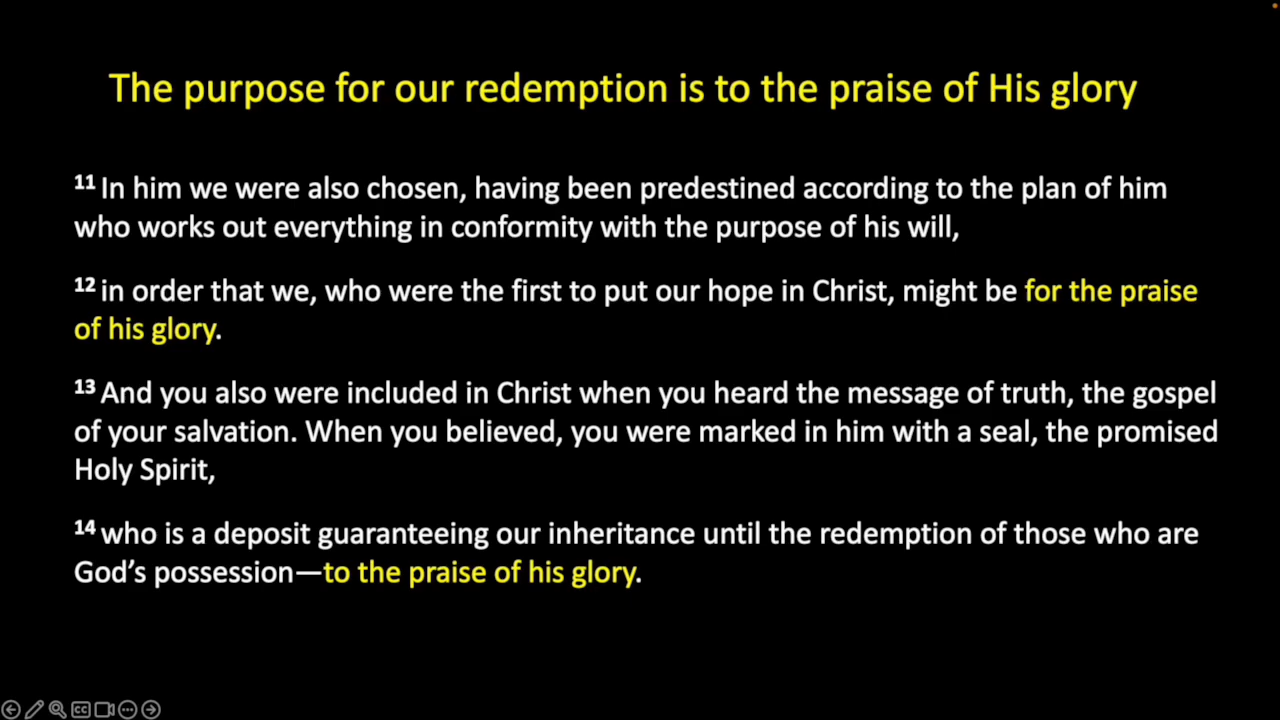 The purpose for our redemption is to the praise of His glory
11 In him we were also chosen, having been predestined according to the plan of him
who works out everything in conformity with the purpose of his will,
12 in order that we, who were the first to put our hope in Christ, might be for the praise
of his glory.
13 And you also were included in Christ when you heard the message of truth, the gospel
of your salvation. When you believed, you were marked in him with a seal, the promised
Holy Spirit,
14 who is a deposit guaranteeing our inheritance until the redemption of those who are
God’s possession—to the praise of his glory.
CC